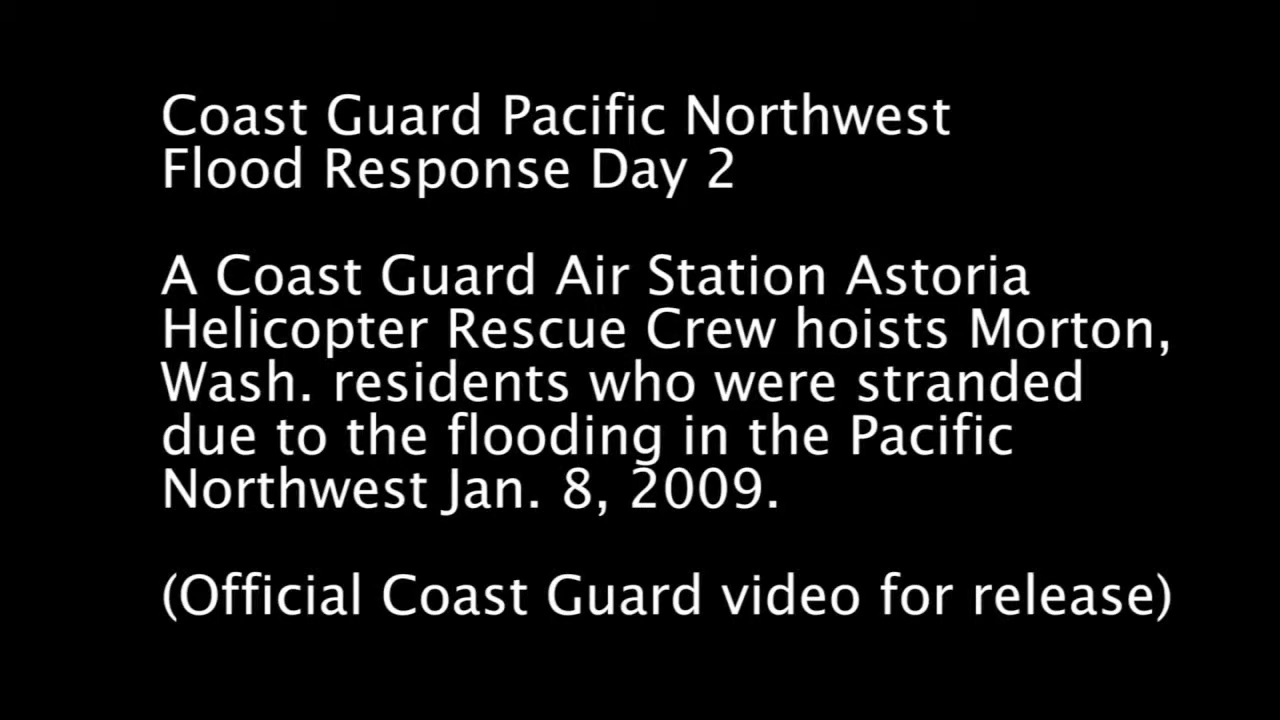 Coast Guard Pacific Northwest
Flood Response Day 2
A Coast Guard Air Station Astoria
Helicopter Rescue Crew hoists Morton,
Wash. residents who were stranded
due to the flooding in the Pacific
Northwest Jan. 8, 2009.
(Official Coast Guard video for release)